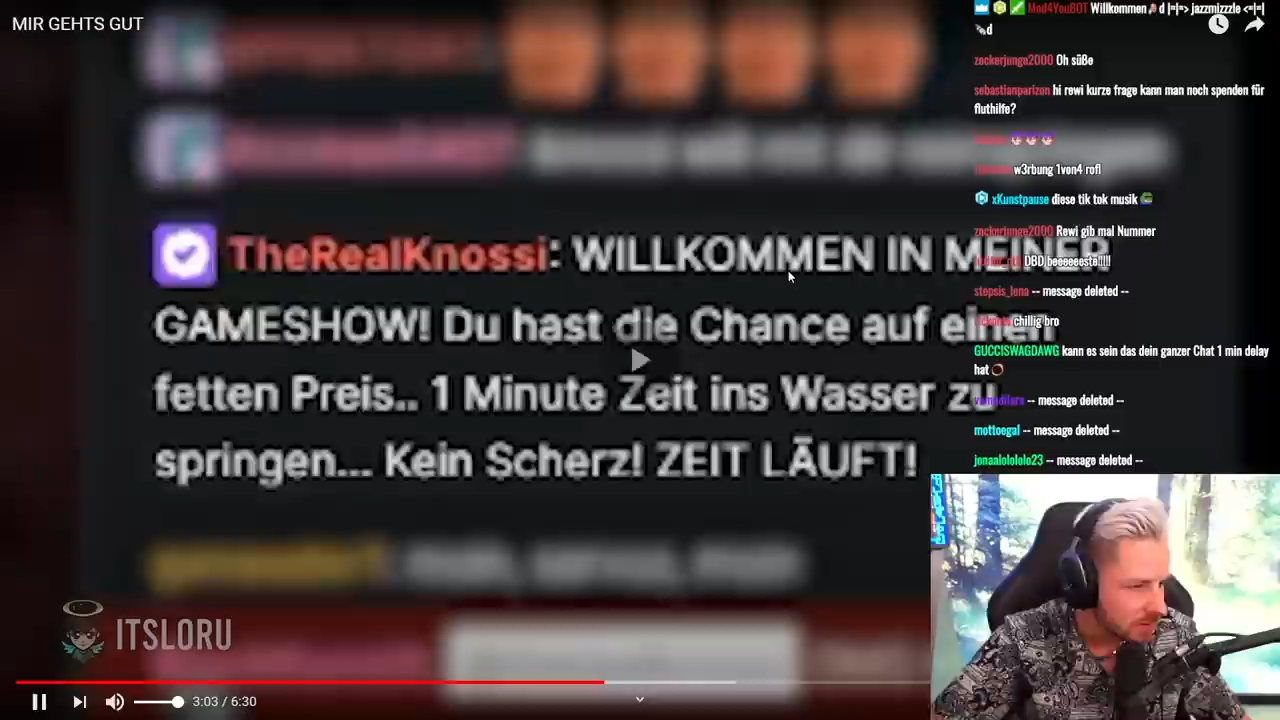 MIR GEHTS GUT
TheRealKnossi: WILLKOMMEN IN MEINER
GAMESHOW! Du hast die Chance auf einen
fetten Preis.. 1 Minute Zeit ins Wasser zu
springen... Kein Scherz! ZEIT LÄUFT!
ITSLORU
3:03 / 6:30
Mod4YouBOT Willkommen d |=|=> jazzmizzzle <=|=|
d
zockerjunge2000 Oh süße
sebastianparizon hi rewi kurze frage kann man noch spenden für
fluthilfe?
w3rbung 1von4 rofl
xKunstpause diese tik tok musik
zockerjunge2000 Rewi gib mal Nummer
DBD beeeeeeste!!!!!
stepsis_lena -- message deleted --
chillig bro
GUCCISWAGDAWG kann es sein das dein ganzer Chat 1 min delay
hat
-- message deleted --
mottoegal -- message deleted --
jonaalolololo23 -- message deleted --